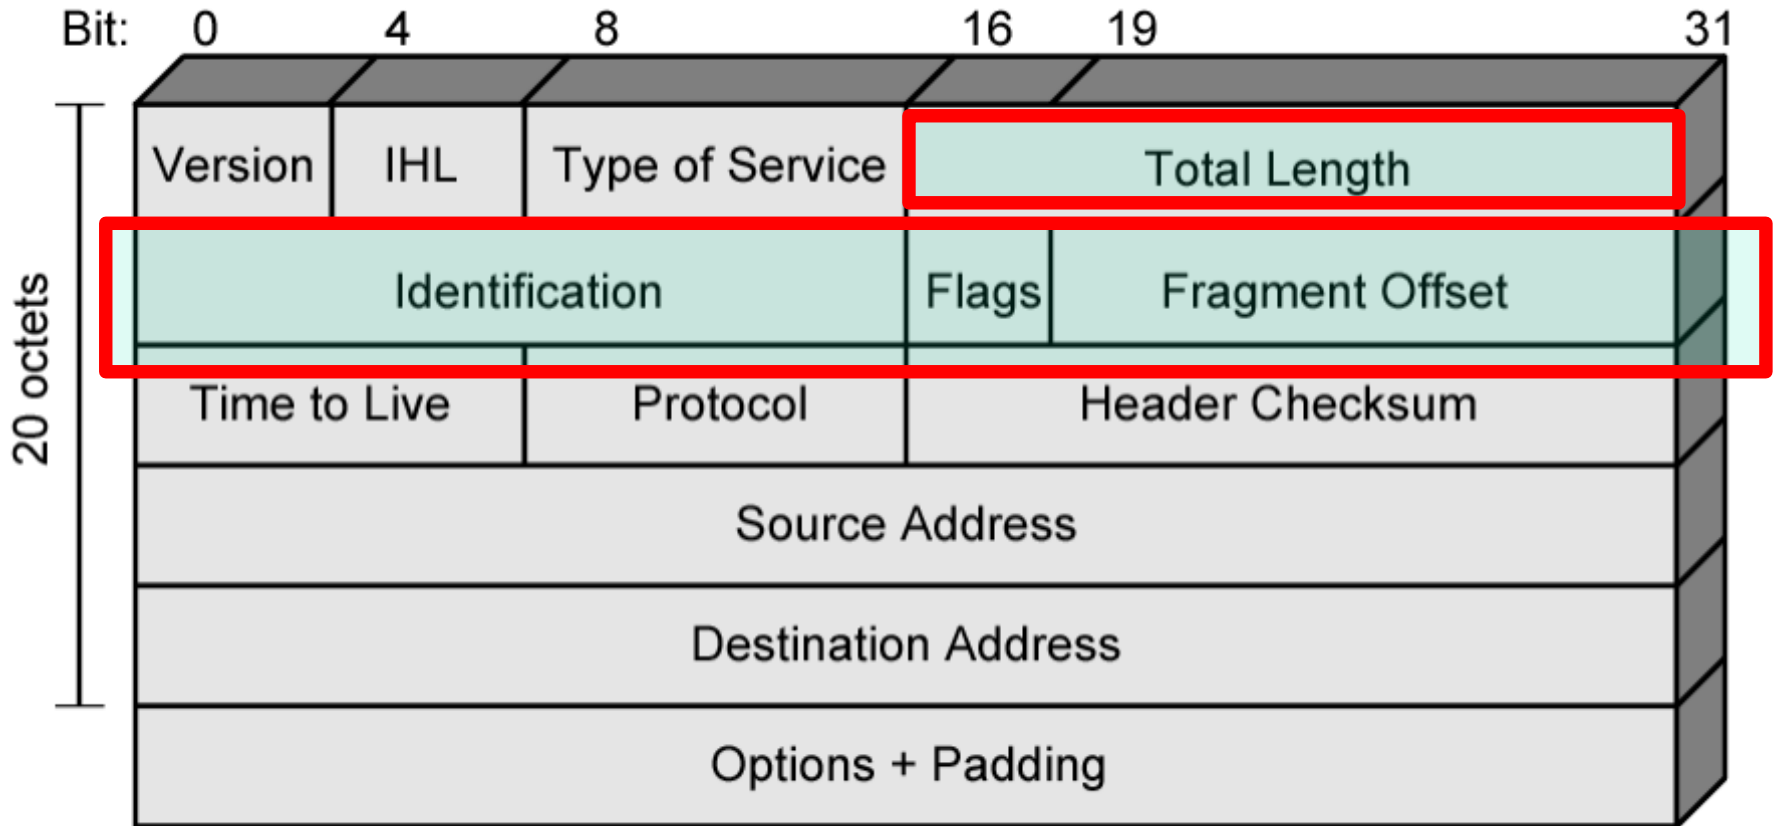 Bit: 0 4 8 16 19 31
Version IHL Type of Service Total Length
Identification Flags Fragment Offset
20 octets
Time to Live Protocol Header Checksum
Source Address
Destination Address
Options + Padding